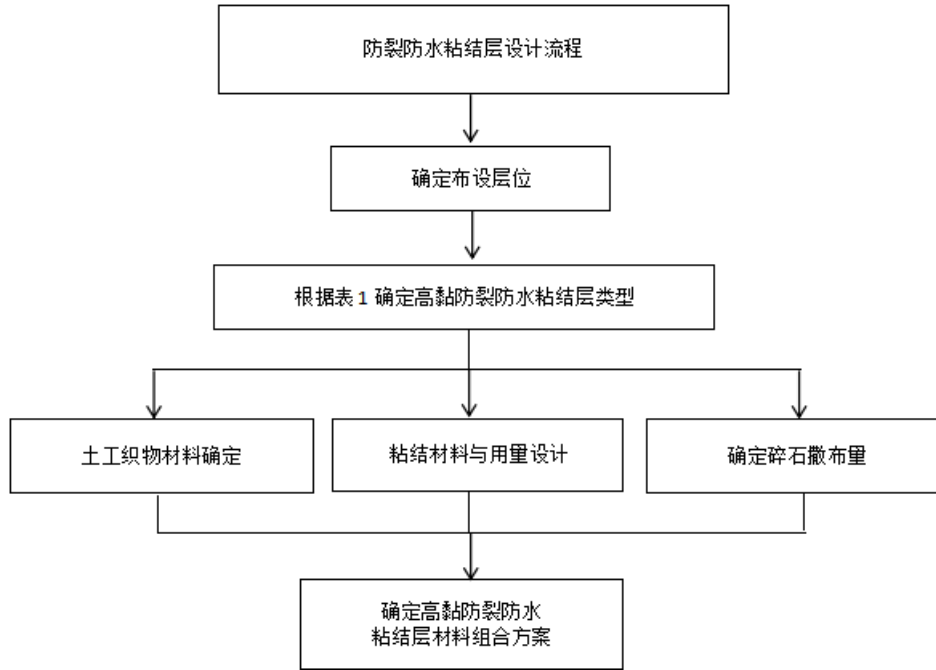 防裂防水粘结层设计流程
确定布设层位
根据表1 确定高黏防裂防水粘结层类型
土工织物材料确定
粘结材料与用量设计
确定碎石撒布量
确定高黏防裂防水
粘结层材料组合方案